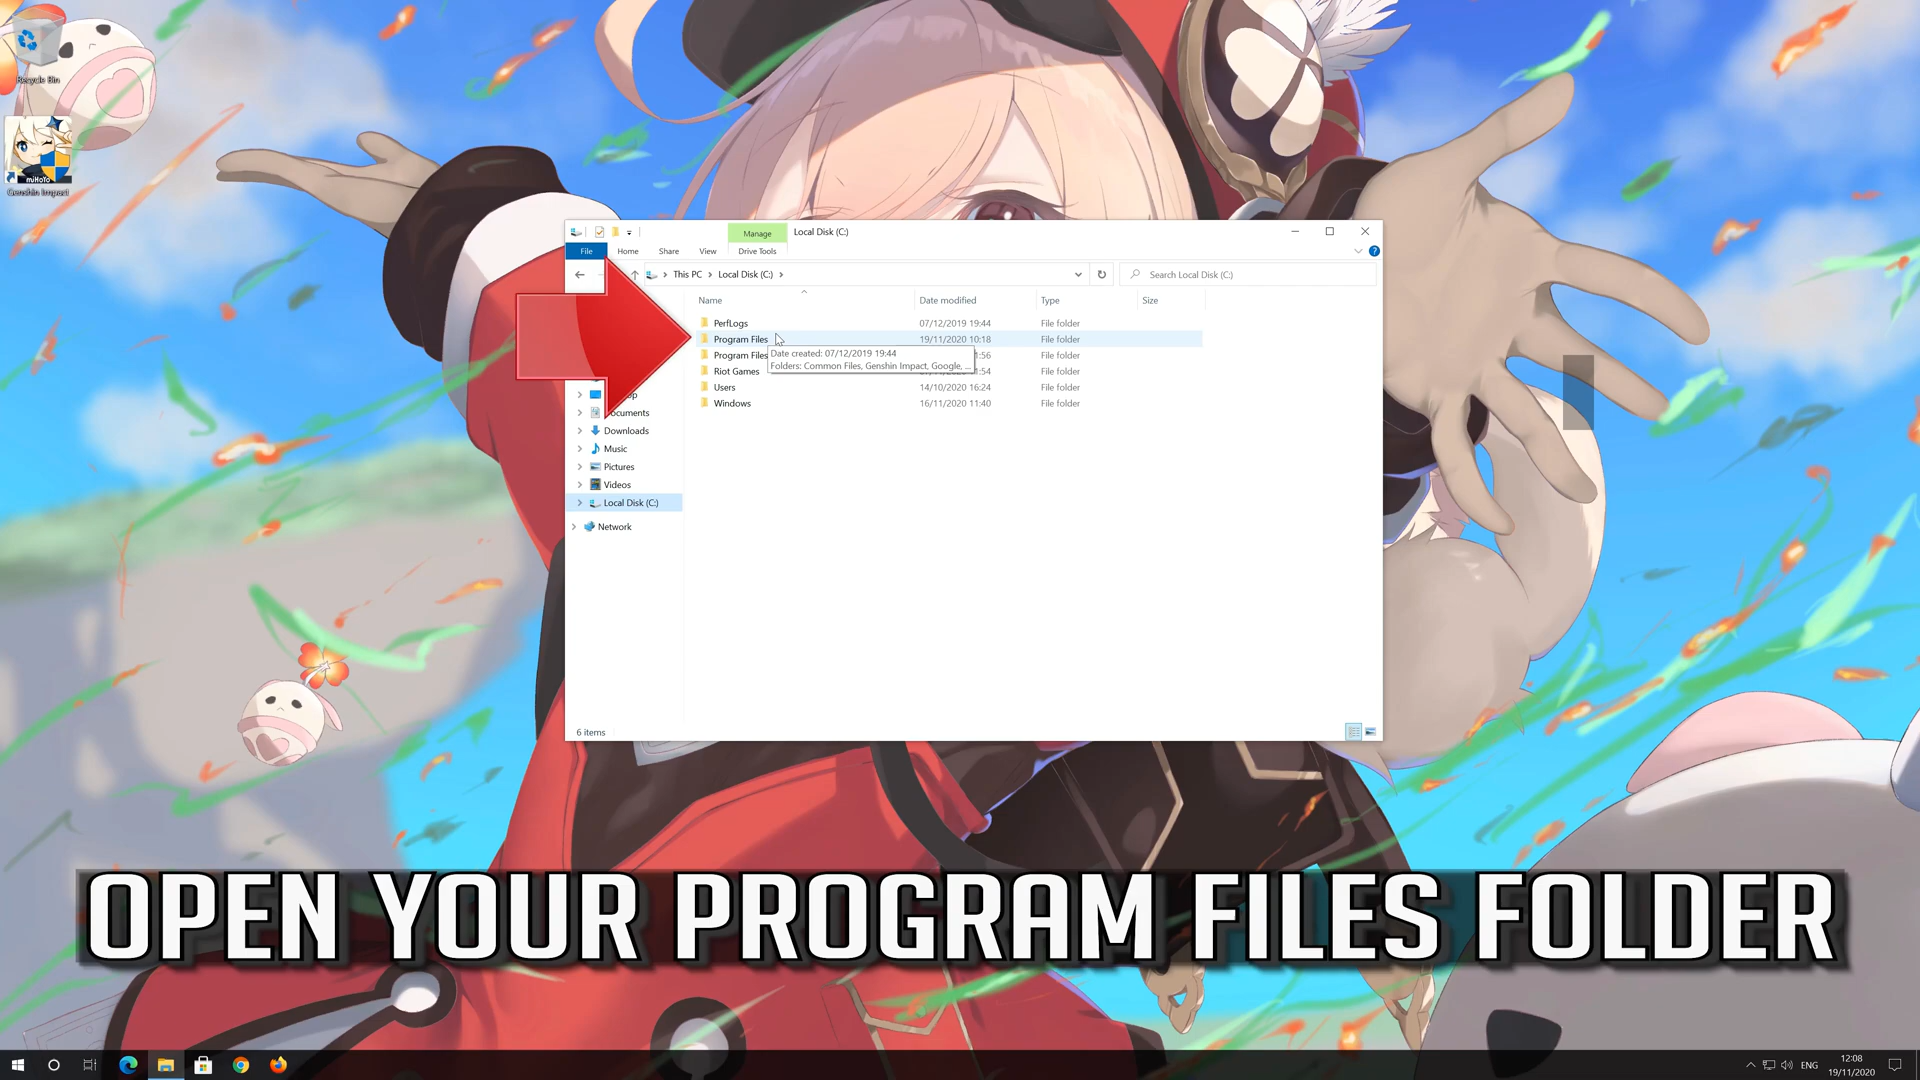 Recycle Bin
miHoYo
Genshin Impact
Manage
Local Disk (C:)
File
Home
Share
View
Drive Tools
This PC
Local Disk (C:)
Search Local Disk (C:)
Name
Date modified
Type
Size
PerfLogs
07/12/2019 19:44
File folder
Program Files
19/11/2020 10:18
File folder
Program Files
1:56
File folder
Date created: 07/12/2019 19:44
Folders: Common Files, Genshin Impact, Google, ...
Riot Games
1:54
File folder
Users
14/10/2020 16:24
File folder
Windows
16/11/2020 11:40
File folder
Downloads
Music
Pictures
Videos
Local Disk (C:)
Network
6 items
OPEN YOUR PROGRAM FILES FOLDER
ENG
12:08
19/11/2020